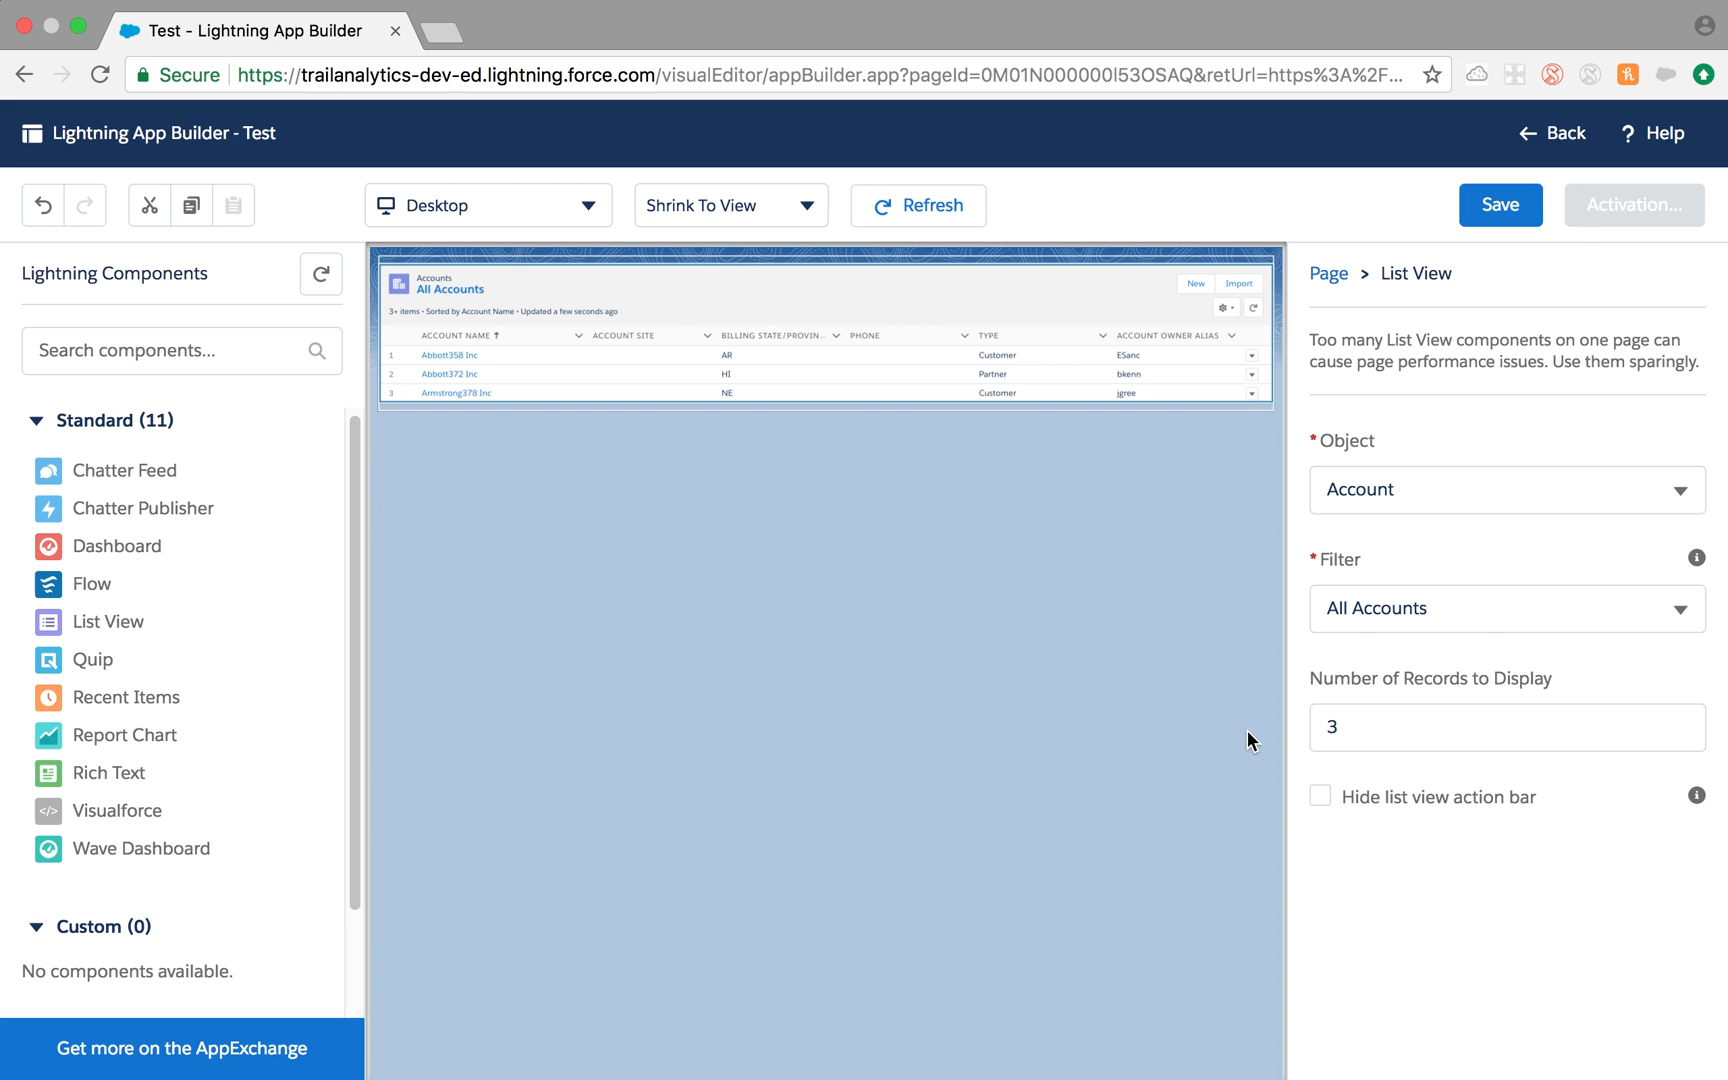 Test - Lightning App Builder
Secure https://trailanalytics-dev-ed.lightning.force.com/visualEditor/appBuilder.app?pageId=0M01N000000l53OSAQ&retUrl=https%3A%2F...
Lightning App Builder - Test
Back
? Help
Desktop
Shrink To View
Refresh
Save
Activation...
Lightning Components
Search components...
Standard (11)
Chatter Feed
Chatter Publisher
Dashboard
Flow
List View
Quip
Recent Items
Report Chart
Rich Text
Visualforce
Wave Dashboard
Custom (0)
No components available.
Get more on the AppExchange
Accounts
All Accounts
New Import
3+ items • Sorted by Account Name • Updated a few seconds ago
ACCOUNT NAME ACCOUNT SITE BILLING STATE/PROVIN... PHONE TYPE ACCOUNT OWNER ALIAS
1 Abbott358 Inc AR Customer ESanc
2 Abbott372 Inc HI Partner bkenn
3 Armstrong378 Inc NE Customer jgree
Page > List View
Too many List View components on one page can
cause page performance issues. Use them sparingly.
*Object
Account
*Filter
All Accounts
Number of Records to Display
3
Hide list view action bar